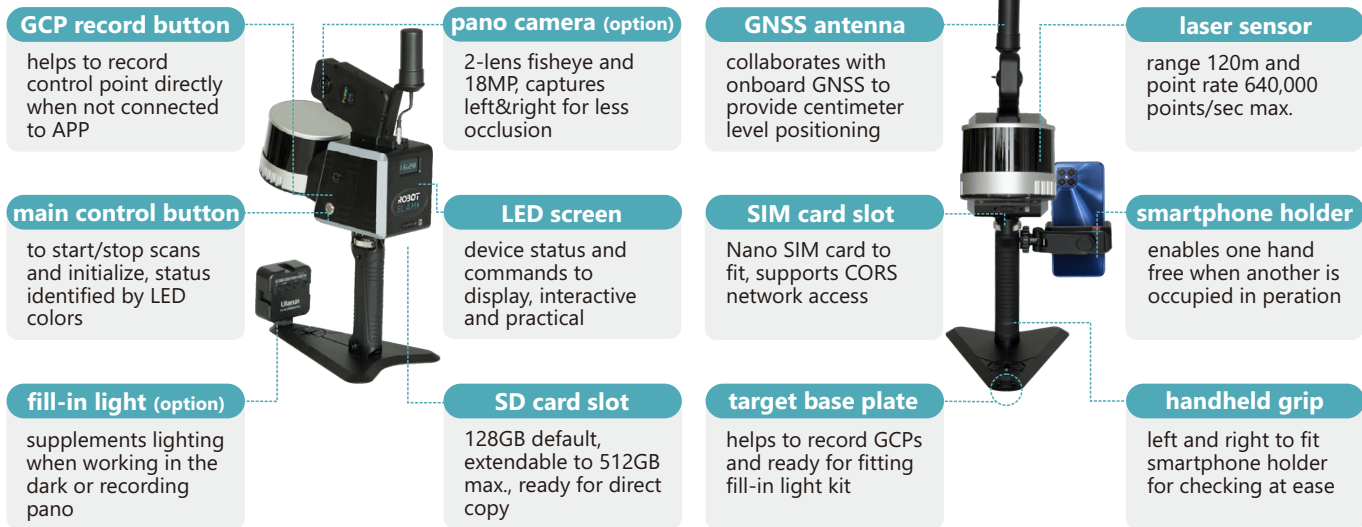 GCP record button
helps to record
control point directly
when not connected
to APP
pano camera (option)
2-lens fisheye and
18MP, captures
left&right for less
occlusion
GNSS antenna
collaborates with
onboard GNSS to
provide centimeter
level positioning
laser sensor
range 120m and
point rate 640,000
points/sec max.
main control button
to start/stop scans
and initialize, status
identified by LED
colors
LED screen
device status and
commands to
display, interactive
and practical
SIM card slot
Nano SIM card to
fit, supports CORS
network access
smartphone holder
enables one hand
free when another is
occupied in peration
fill-in light (option)
supplements lighting
when working in the
dark or recording
pano
SD card slot
128GB default,
extendable to 512GB
max., ready for direct
copy
target base plate
helps to record GCPs
and ready for fitting
fill-in light kit
handheld grip
left and right to fit
smartphone holder
for checking at ease
ROBOT
SLAM
Ulanzi